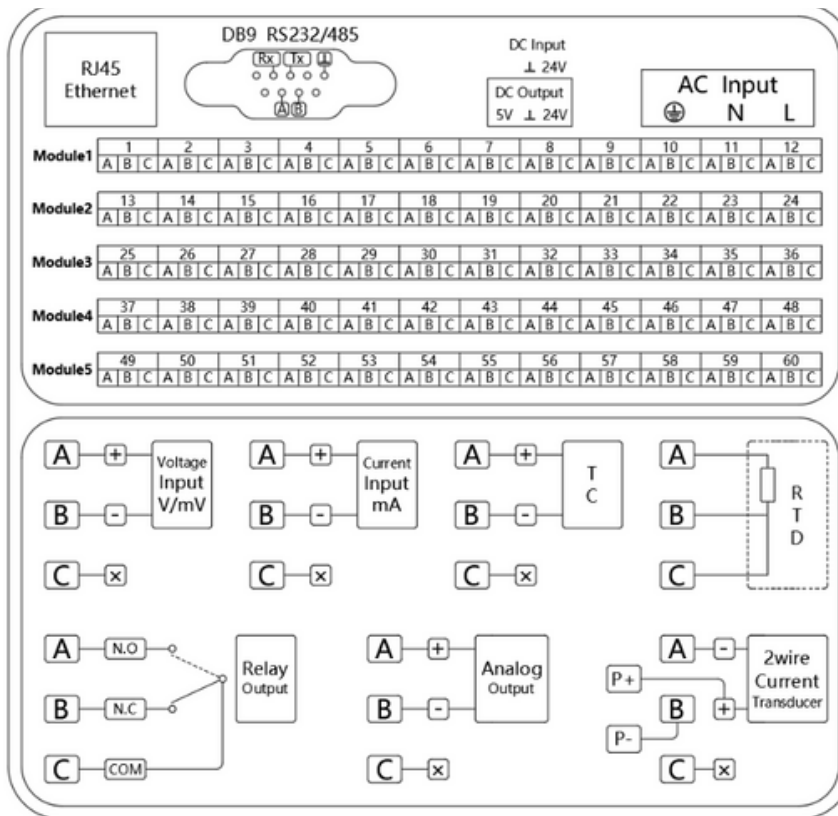 DB9 RS232/485
RJ45
Ethernet
Rx Tx ⊥
A B
DC Input
⊥ 24V
DC Output
5V ⊥ 24V
AC Input
⏚ N L
Module1
1 2 3 4 5 6 7 8 9 10 11 12
A B C A B C A B C A B C A B C A B C A B C A B C A B C A B C A B C A B C
Module2
13 14 15 16 17 18 19 20 21 22 23 24
A B C A B C A B C A B C A B C A B C A B C A B C A B C A B C A B C A B C
Module3
25 26 27 28 29 30 31 32 33 34 35 36
A B C A B C A B C A B C A B C A B C A B C A B C A B C A B C A B C A B C
Module4
37 38 39 40 41 42 43 44 45 46 47 48
A B C A B C A B C A B C A B C A B C A B C A B C A B C A B C A B C A B C
Module5
49 50 51 52 53 54 55 56 57 58 59 60
A B C A B C A B C A B C A B C A B C A B C A B C A B C A B C A B C A B C
A +
B -
C ×
Voltage
Input
V/mV
A +
B -
C ×
Current
Input
mA
A +
B -
C ×
T
C
A
B
C
R
T
D
A N.O
B N.C
C COM
Relay
Output
A +
B -
C ×
Analog
Output
A -
P+
B +
P-
C ×
2wire
Current
Transducer